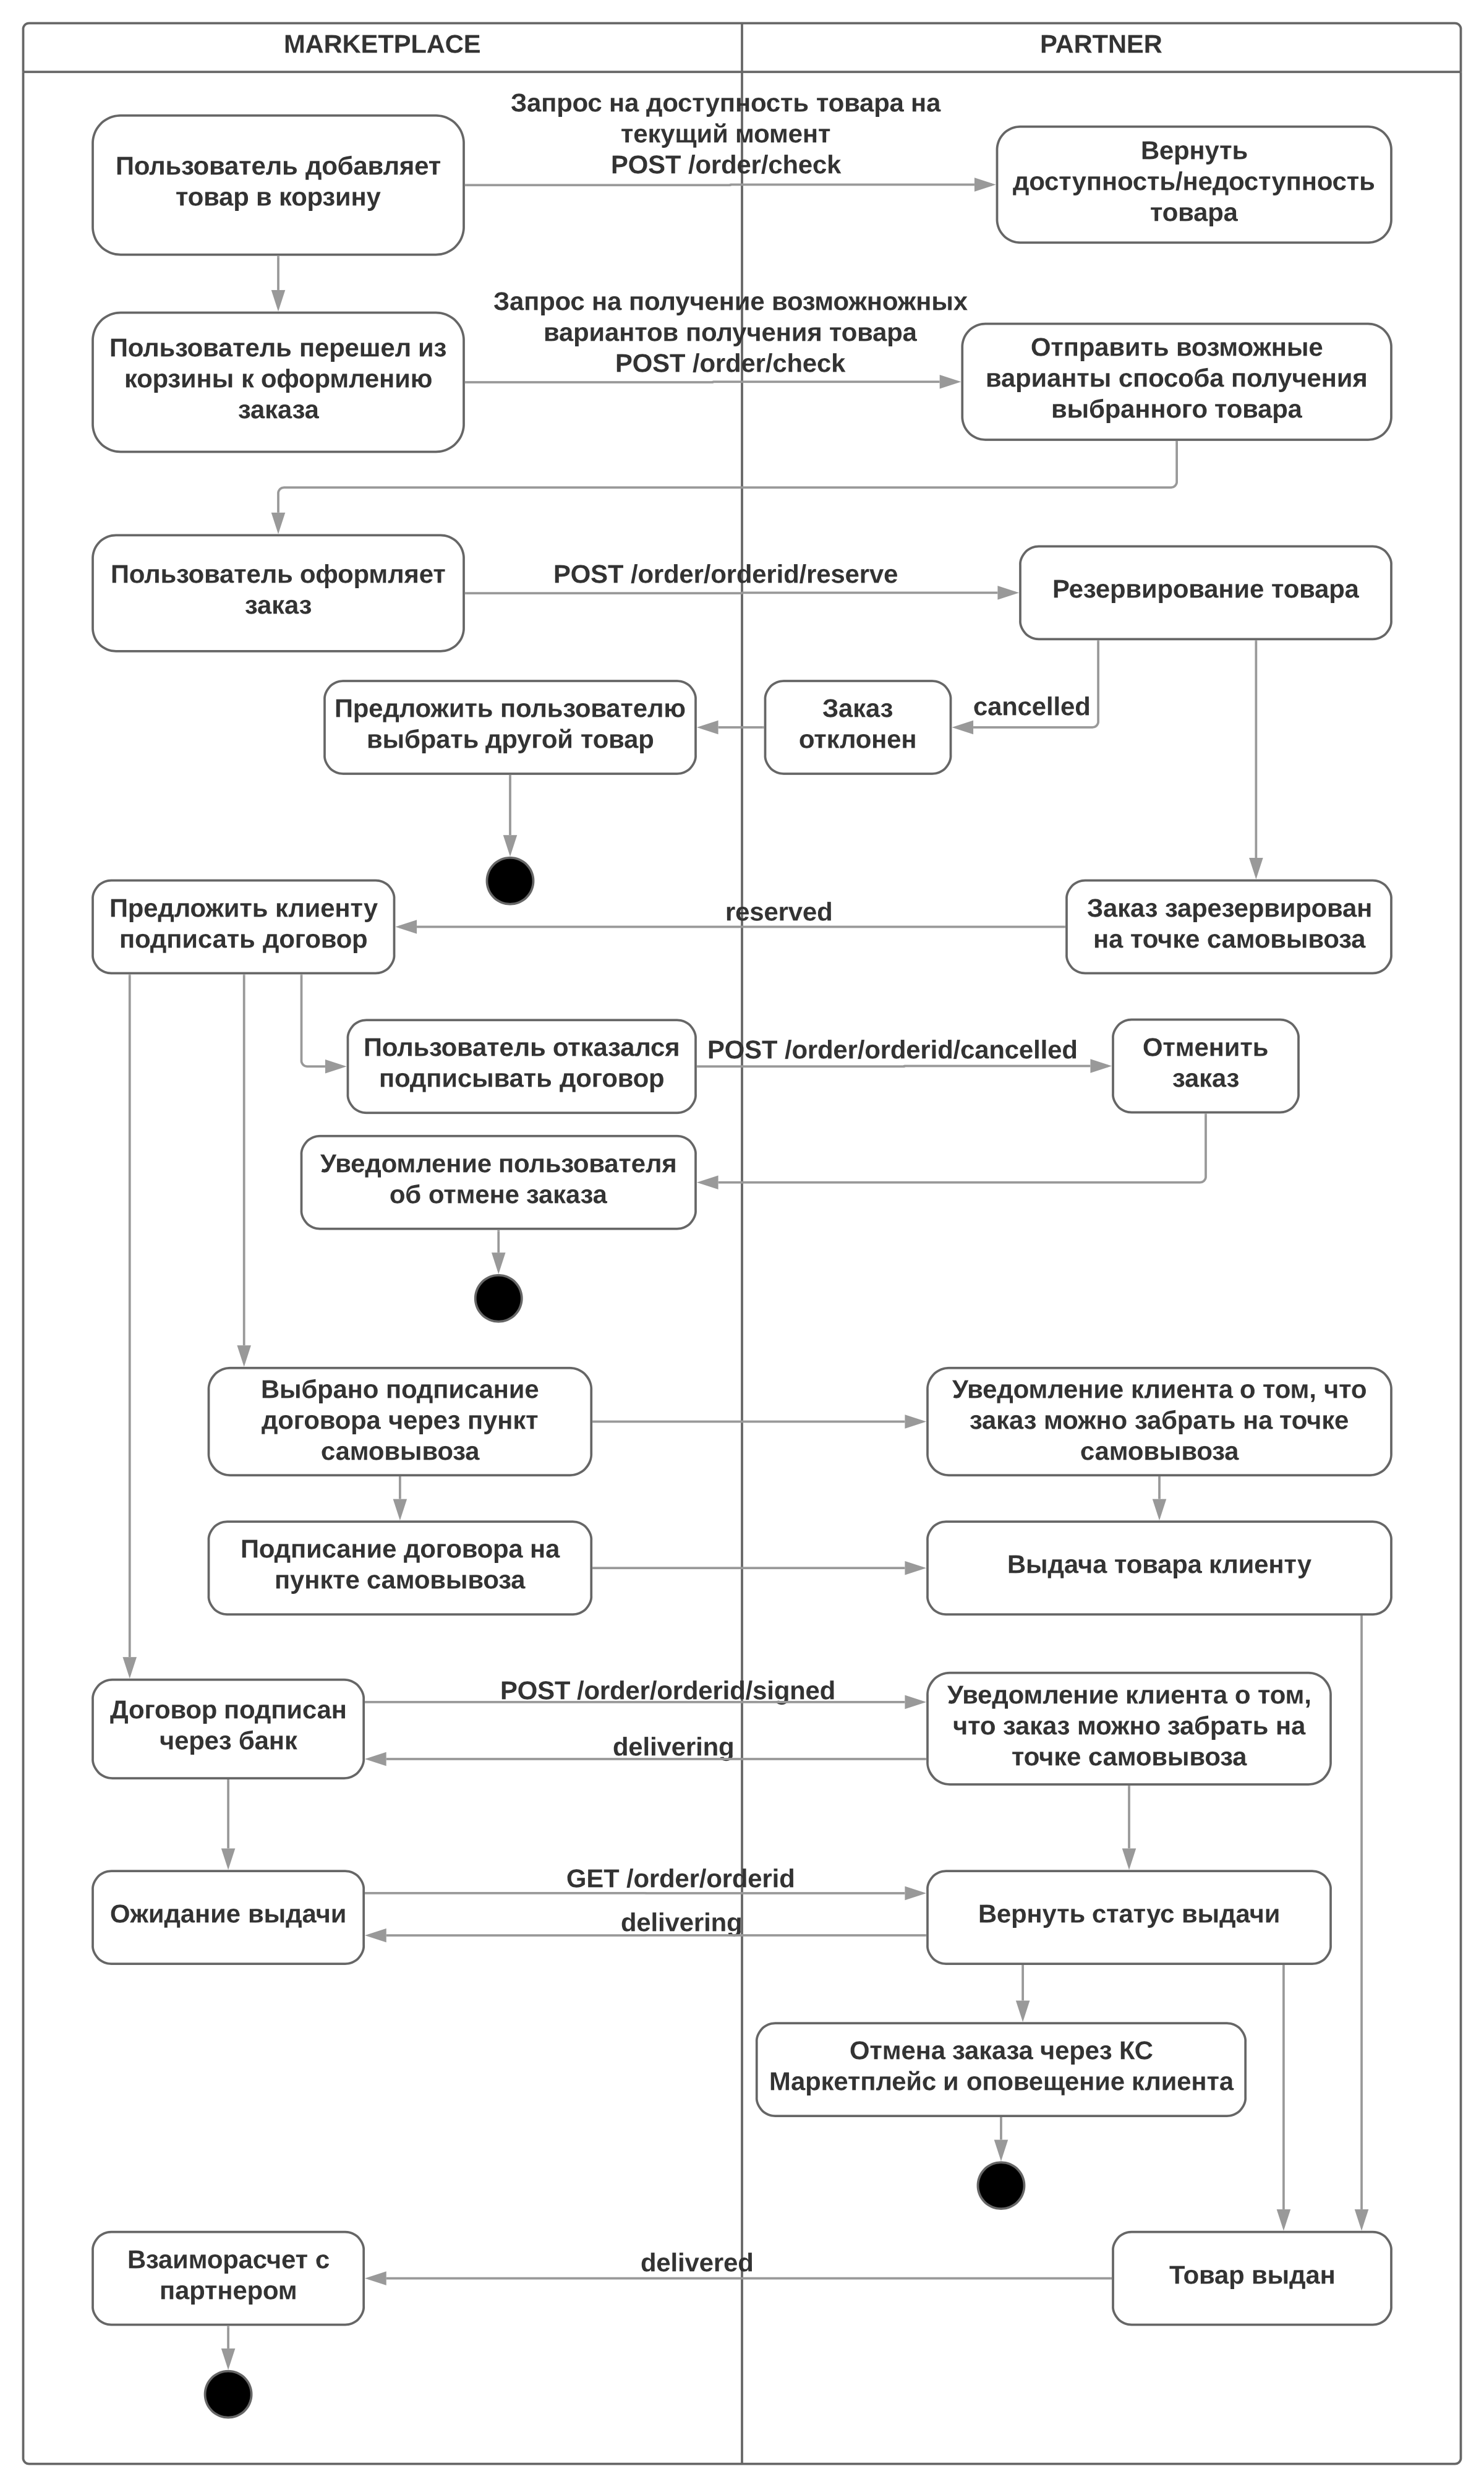 MARKETPLACE
PARTNER
Запрос на доступность товара на
текущий момент
POST /order/check
Пользователь добавляет
товар в корзину
Вернуть
доступность/недоступность
товара
Запрос на получение возможножных
вариантов получения товара
POST /order/check
Пользователь перешел из
корзины к оформлению
заказа
Отправить возможные
варианты способа получения
выбранного товара
Пользователь оформляет
заказ
POST /order/orderid/reserve
Резервирование товара
Предложить пользователю
выбрать другой товар
Заказ
отклонен
cancelled
Предложить клиенту
подписать договор
reserved
Заказ зарезервирован
на точке самовывоза
Пользователь отказался
подписывать договор
POST /order/orderid/cancelled
Отменить
заказ
Уведомление пользователя
об отмене заказа
Выбрано подписание
договора через пункт
самовывоза
Уведомление клиента о том, что
заказ можно забрать на точке
самовывоза
Подписание договора на
пункте самовывоза
Выдача товара клиенту
Договор подписан
через банк
POST /order/orderid/signed
delivering
Уведомление клиента о том,
что заказ можно забрать на
точке самовывоза
Ожидание выдачи
GET /order/orderid
delivering
Вернуть статус выдачи
Отмена заказа через КС
Маркетплейс и оповещение клиента
Взаиморасчет с
партнером
delivered
Товар выдан